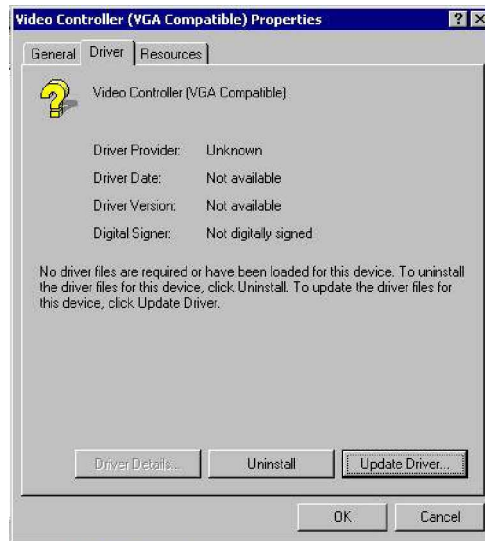 Video Controller (VGA Compatible) Properties
General Driver Resources
Video Controller (VGA Compatible)
Driver Provider: Unknown
Driver Date: Not available
Driver Version: Not available
Digital Signer: Not digitally signed
No driver files are required or have been loaded for this device. To uninstall
the driver files for this device, click Uninstall. To update the driver files for
this device, click Update Driver.
Driver Details... Uninstall Update Driver...
OK Cancel